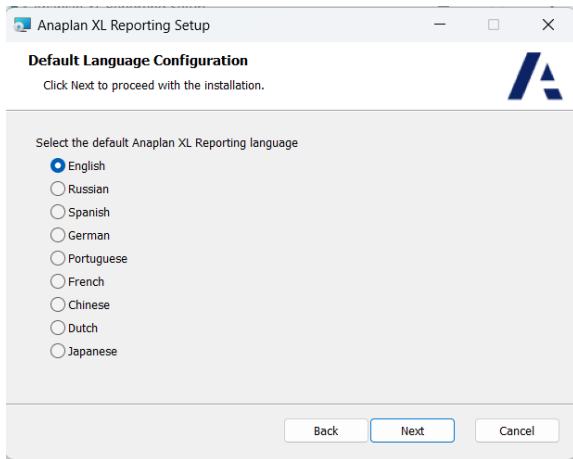 Anaplan XL Reporting Setup
Default Language Configuration
Click Next to proceed with the installation.
Select the default Anaplan XL Reporting language
English
Russian
Spanish
German
Portuguese
French
Chinese
Dutch
Japanese
Back Next Cancel